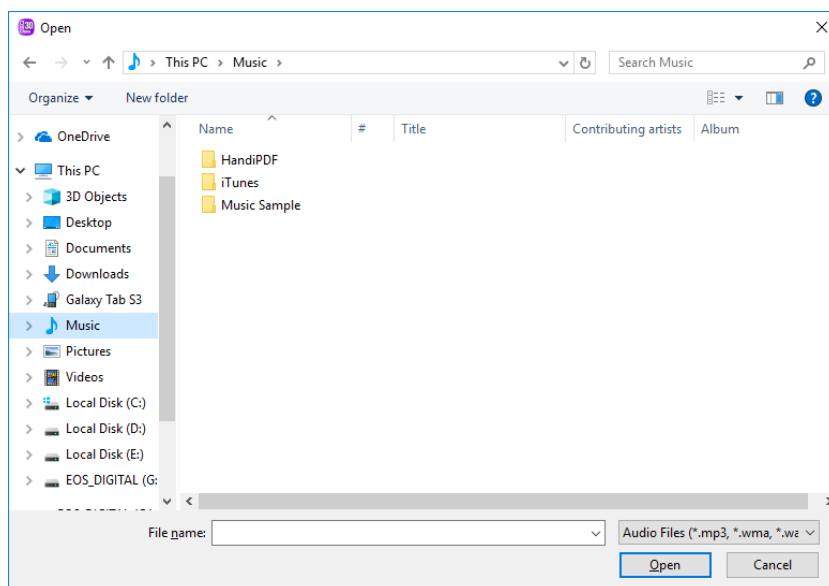 Open
This PC > Music >
Search Music
Organize
New folder
Name
#
Title
Contributing artists
Album
OneDrive
This PC
3D Objects
Desktop
Documents
Downloads
Galaxy Tab S3
Music
Pictures
Videos
Local Disk (C:)
Local Disk (D:)
Local Disk (E:)
EOS_DIGITAL (G:
HandiPDF
iTunes
Music Sample
File name:
Audio Files (*.mp3, *.wma, *.wa
Open
Cancel